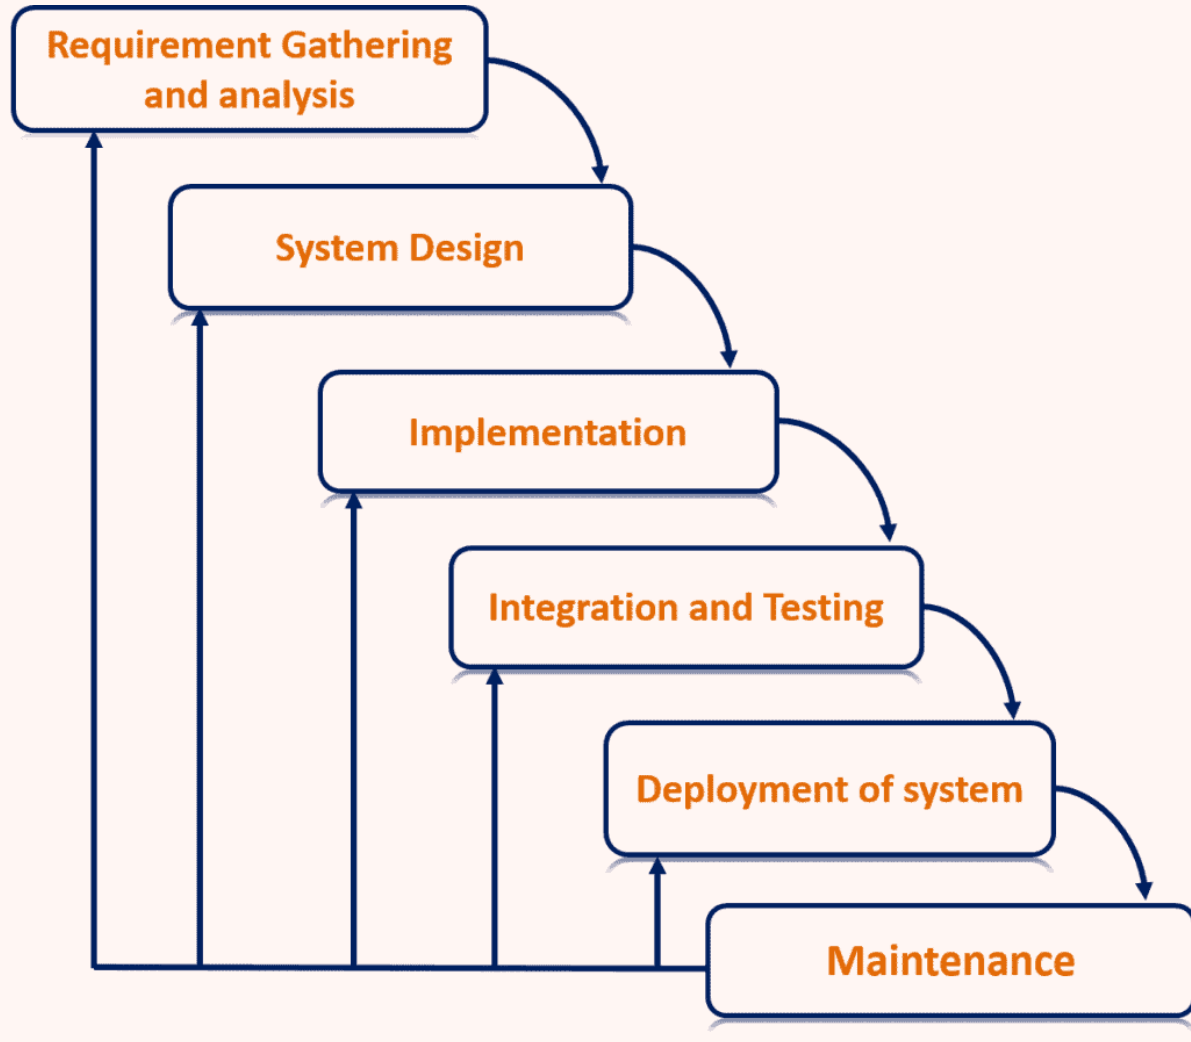 Requirement Gathering
and analysis
System Design
Implementation
Integration and Testing
Deployment of system
Maintenance